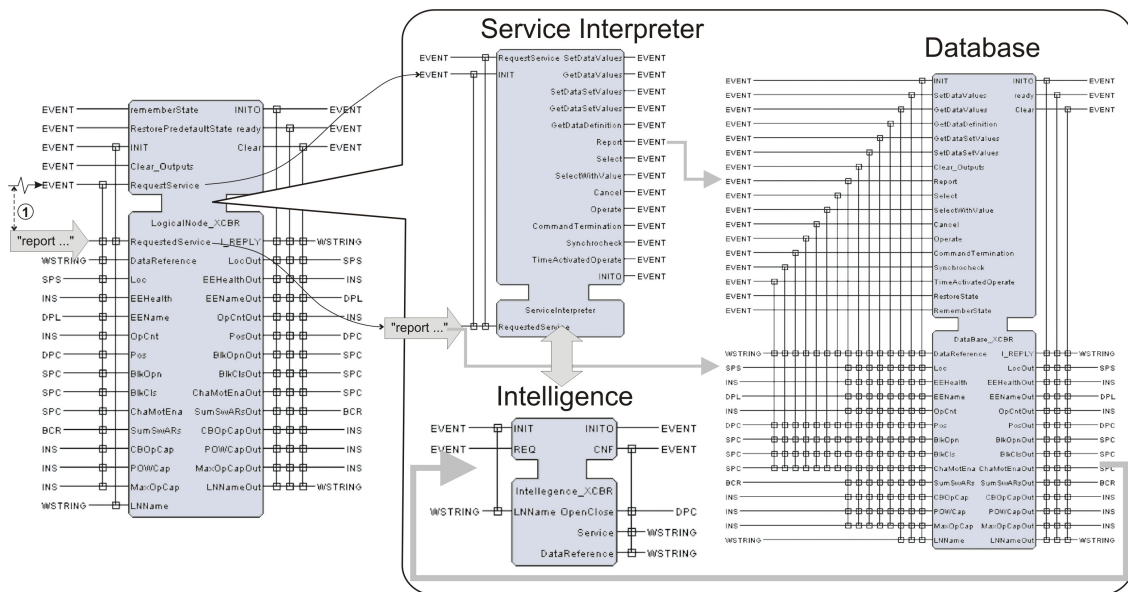 Service Interpreter
Database
Intelligence
EVENT rememberState INITO EVENT
EVENT RestorePredefaultState ready EVENT
EVENT INIT Clear EVENT
EVENT Clear_Outputs
EVENT RequestService
1
LogicalNode_XCBR
"report ..." RequestedService I_REPLY WSTRING
WSTRING DataReference LocOut SPS
SPS Loc EEHealthOut INS
INS EEHealth EENameOut DPL
DPL EEName OpCntOut INS
INS OpCnt PosOut DPC
DPC Pos BlkOpnOut SPC
SPC BlkOpn BlkClsOut SPC
SPC BlkCls ChaMotEnaOut SPC
SPC ChaMotEna SumSwARsOut BCR
BCR SumSwARs CBOpCapOut INS
INS CBOpCap POWCapOut INS
INS POWCap MaxOpCapOut INS
INS MaxOpCap LNNameOut WSTRING
WSTRING LNName
EVENT RequestService SetDataValues EVENT
EVENT INIT GetDataValues EVENT
SetDataSetValues EVENT
GetDataSetValues EVENT
GetDataDefinition EVENT
Report EVENT
Select EVENT
SelectWithValue EVENT
Cancel EVENT
Operate EVENT
CommandTermination EVENT
Synchrocheck EVENT
TimeActivatedOperate EVENT
INITO EVENT
ServiceInterpreter
"report ..." RequestedService
EVENT INIT INITO EVENT
EVENT REQ CNF EVENT
Intellegence_XCBR
WSTRING LNName OpenClose DPC
Service WSTRING
DataReference WSTRING
EVENT INIT INITO EVENT
EVENT SetDataValues ready EVENT
EVENT GetDataValues Clear EVENT
EVENT GetDataDefinition
EVENT GetDataSetValues
EVENT SetDataSetValues
EVENT Clear_Outputs
EVENT Report
EVENT Select
EVENT SelectWithValue
EVENT Cancel
EVENT Operate
EVENT CommandTermination
EVENT Synchrocheck
EVENT TimeActivatedOperate
EVENT RestoreState
EVENT RememberState
DataBase_XCBR
WSTRING DataReference I_REPLY WSTRING
SPS Loc LocOut SPS
INS EEHealth EEHealthOut INS
DPL EEName EENameOut DPL
INS OpCnt OpCntOut INS
DPC Pos PosOut DPC
SPC BlkOpn BlkOpnOut SPC
SPC BlkCls BlkClsOut SPC
SPC ChaMotEna ChaMotEnaOut SPC
BCR SumSwARs SumSwARsOut BCR
INS CBOpCap CBOpCapOut INS
INS POWCap POWCapOut INS
INS MaxOpCap MaxOpCapOut INS
WSTRING LNName LNNameOut WSTRING